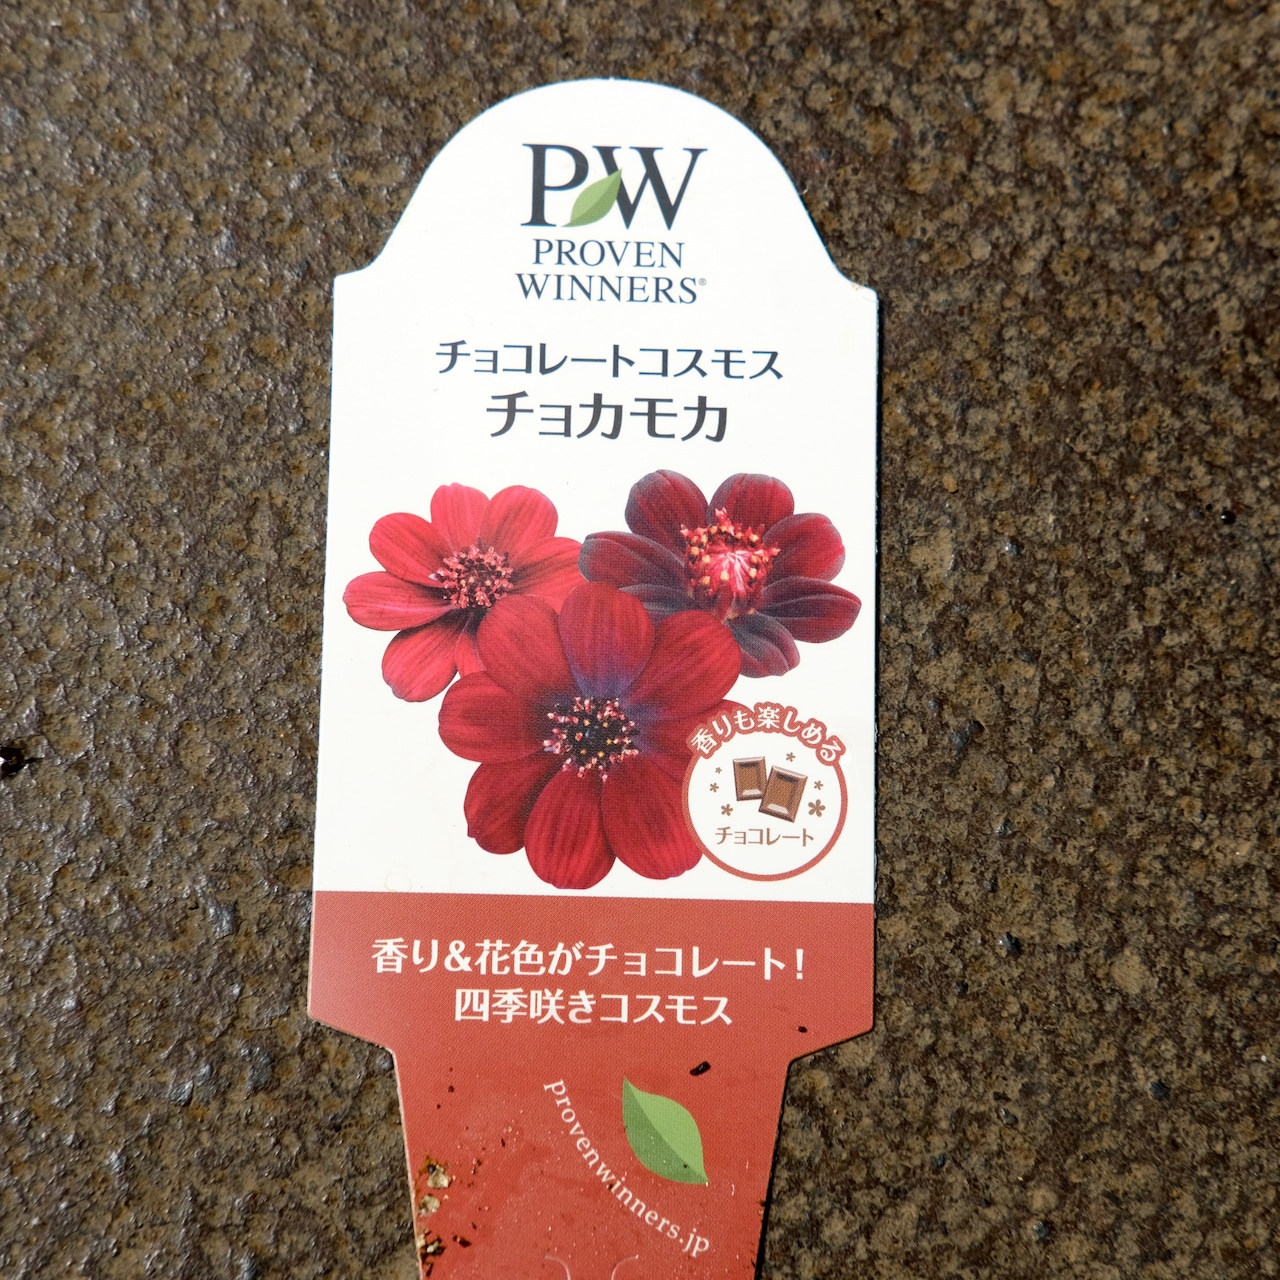 PW
PROVEN
WINNERS®
チョコレートコスモス
チョカモカ
香りも楽しめる
チョコレート
香り&花色がチョコレート!
四季咲きコスモス
provenwinners.jp